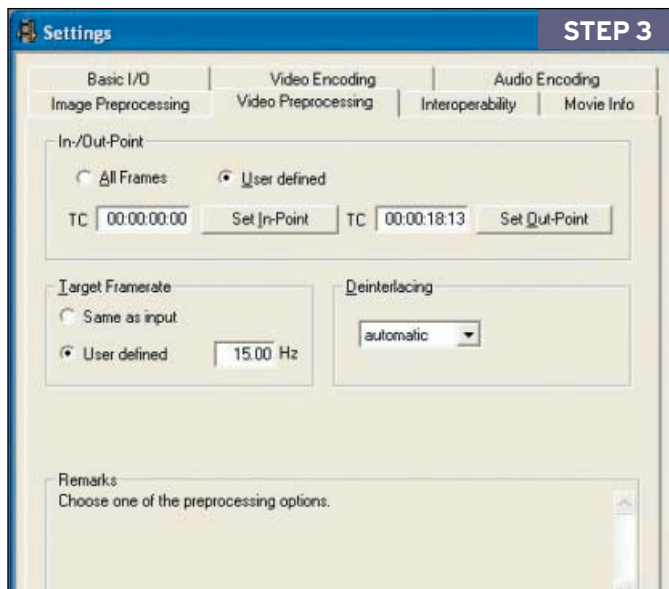 Settings
STEP 3
Basic I/O Video Encoding Audio Encoding
Image Preprocessing Video Preprocessing Interoperability Movie Info
In-/Out-Point
All Frames User defined
TC 00:00:00:00 Set In-Point TC 00:00:18:13 Set Out-Point
Target Framerate Deinterlacing
Same as input
automatic
User defined 15.00 Hz
Remarks
Choose one of the preprocessing options.